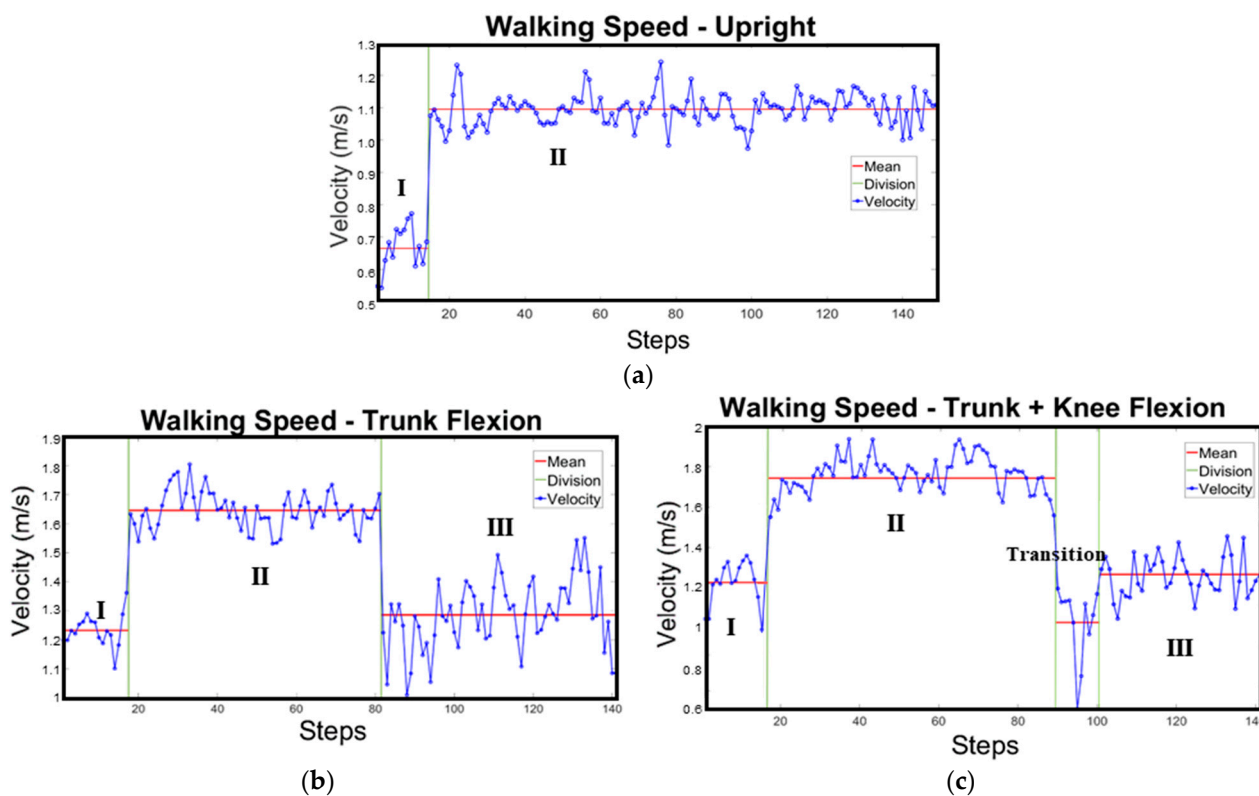 Walking Speed - Upright
1.3
1.2
1.1
1.0
0.9
0.8
0.7
0.6
0.5
Velocity (m/s)
I
II
Mean
Division
Velocity
20 40 60 80 100 120 140
Steps
(a)
Walking Speed - Trunk Flexion
1.9
1.8
1.7
1.6
1.5
1.4
1.3
1.2
1.1
1
Velocity (m/s)
I
II
III
Mean
Division
Velocity
20 40 60 80 100 120 140
Steps
(b)
Walking Speed - Trunk + Knee Flexion
2
1.8
1.6
1.4
1.2
1
0.8
0.6
Velocity (m/s)
I
II
Transition
III
Mean
Division
Velocity
20 40 60 80 100 120 140
Steps
(c)